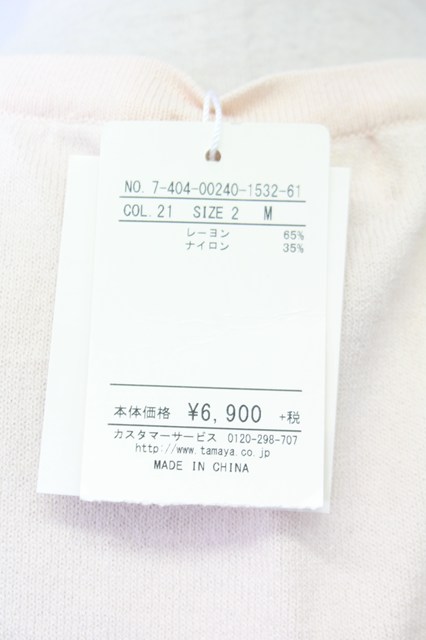 NO. 7-404-00240-1532-61
COL. 21 SIZE 2 M
レーヨン 65%
ナイロン 35%
本体価格 ¥6,900 +税
カスタマーサービス 0120-298-707
http://www.tamaya.co.jp
MADE IN CHINA